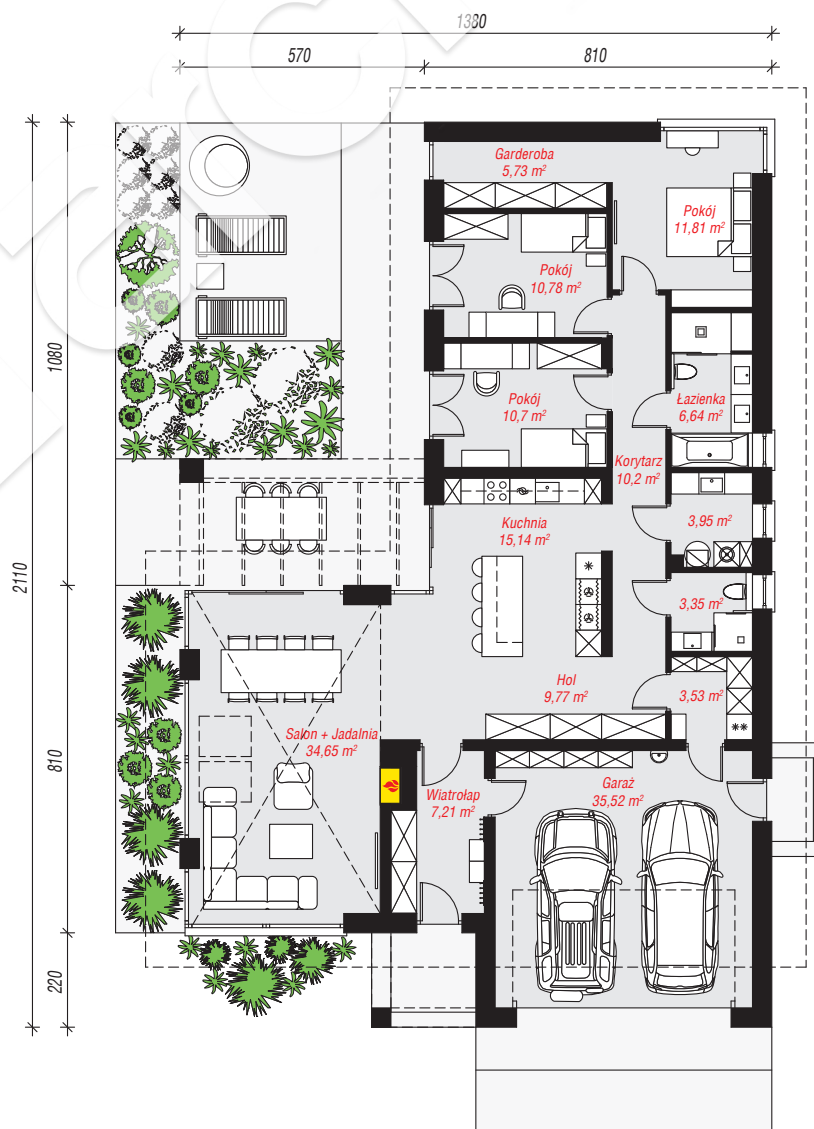 1380
570
810
Garderoba
5,73 m²
Pokój
11,81 m²
Pokój
10,78 m²
1080
Pokój
10,7 m²
Łazienka
6,64 m²
Korytarz
10,2 m²
Kuchnia
15,14 m²
3,95 m²
2110
3,35 m²
Hol
9,77 m²
3,53 m²
Salon + Jadalnia
34,65 m²
810
Wiatrołap
7,21 m²
Garaż
35,52 m²
220